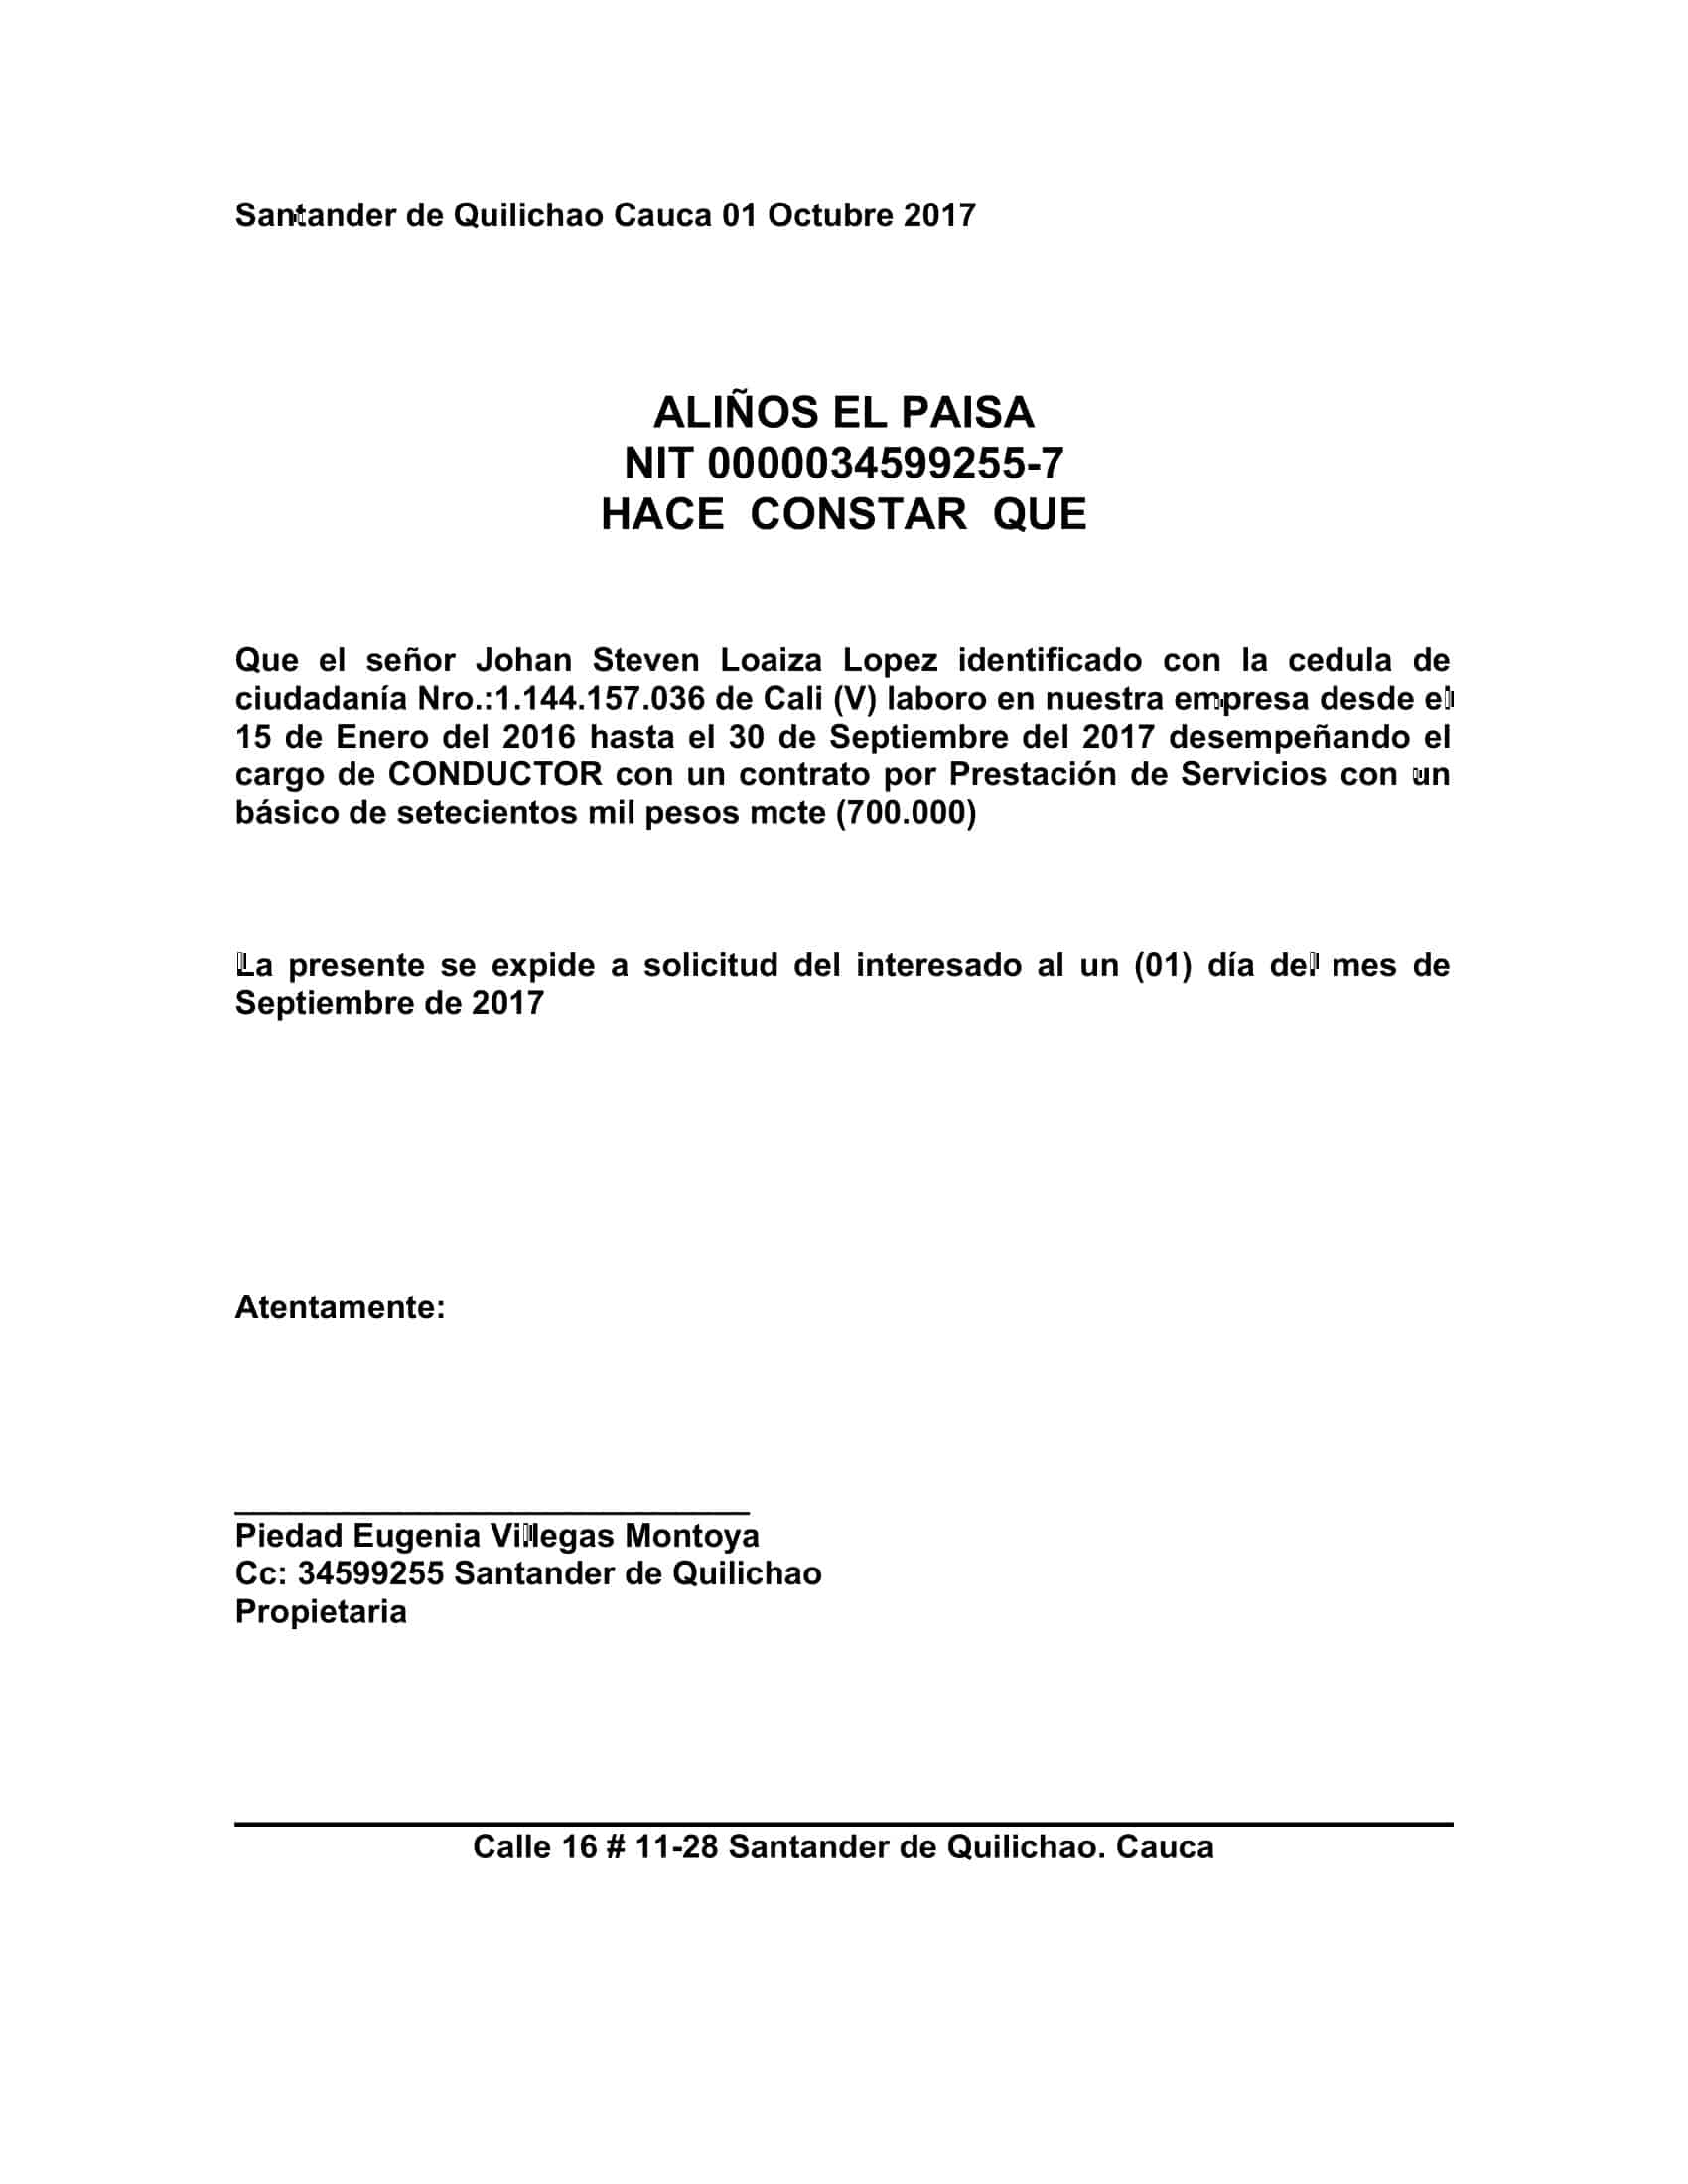 Santander de Quilichao Cauca 01 Octubre 2017
ALIÑOS EL PAISA
NIT 0000034599255-7
HACE CONSTAR QUE
Que el señor Johan Steven Loaiza Lopez identificado con la cedula de
ciudadanía Nro.:1.144.157.036 de Cali (V) laboro en nuestra empresa desde el
15 de Enero del 2016 hasta el 30 de Septiembre del 2017 desempeñando el
cargo de CONDUCTOR con un contrato por Prestación de Servicios con un
básico de setecientos mil pesos mcte (700.000)
La presente se expide a solicitud del interesado al un (01) día del mes de
Septiembre de 2017
Atentamente:
Piedad Eugenia Villegas Montoya
Cc: 34599255 Santander de Quilichao
Propietaria
Calle 16 # 11-28 Santander de Quilichao. Cauca